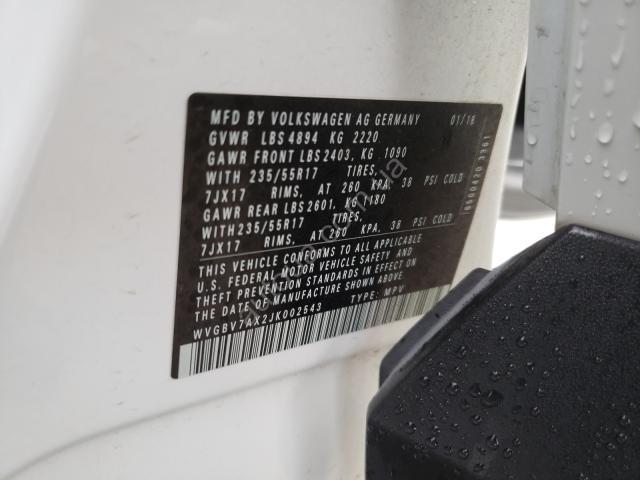 MFD BY VOLKSWAGEN AG GERMANY 01/18
GVWR LBS 4894 KG 2220
GAWR FRONT LBS 2403, KG 1090
WITH 235/55R17 TIRES,
7JX17 RIMS, AT 260 KPA, 38 PSI COLD
GAWR REAR LBS 2601, KG 1180
WITH 235/55R17 TIRES,
7JX17 RIMS, AT 260 KPA, 38 PSI COLD
THIS VEHICLE CONFORMS TO ALL APPLICABLE
U.S. FEDERAL MOTOR VEHICLE SAFETY AND
THEFT PREVENTION STANDARDS IN EFFECT ON
THE DATE OF MANUFACTURE SHOWN ABOVE.
WVGBV7AX2JK002543 TYPE: MPV